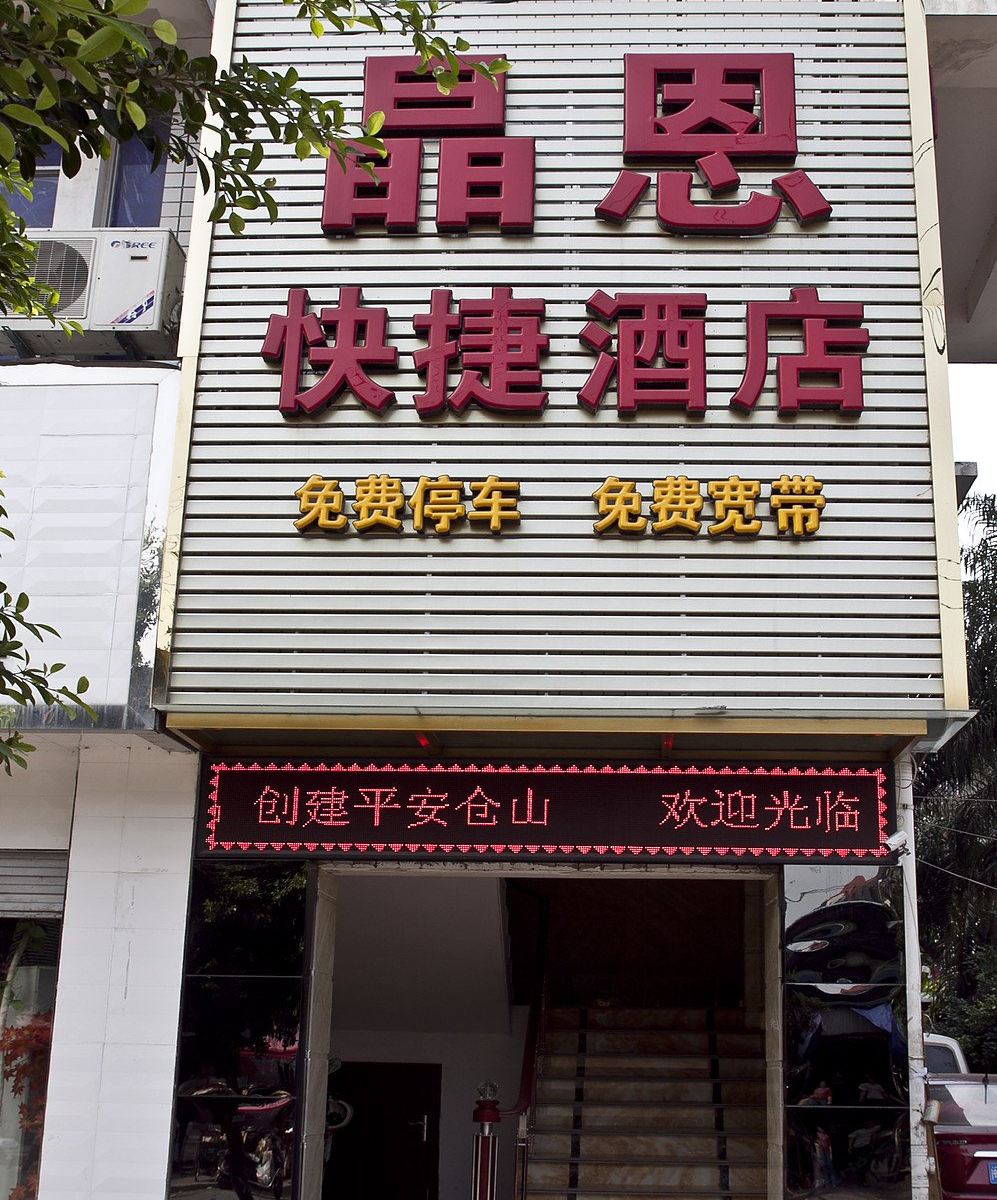 晶恩
快捷酒店
免费停车 免费宽带
创建平安仓山 欢迎光临
GREE